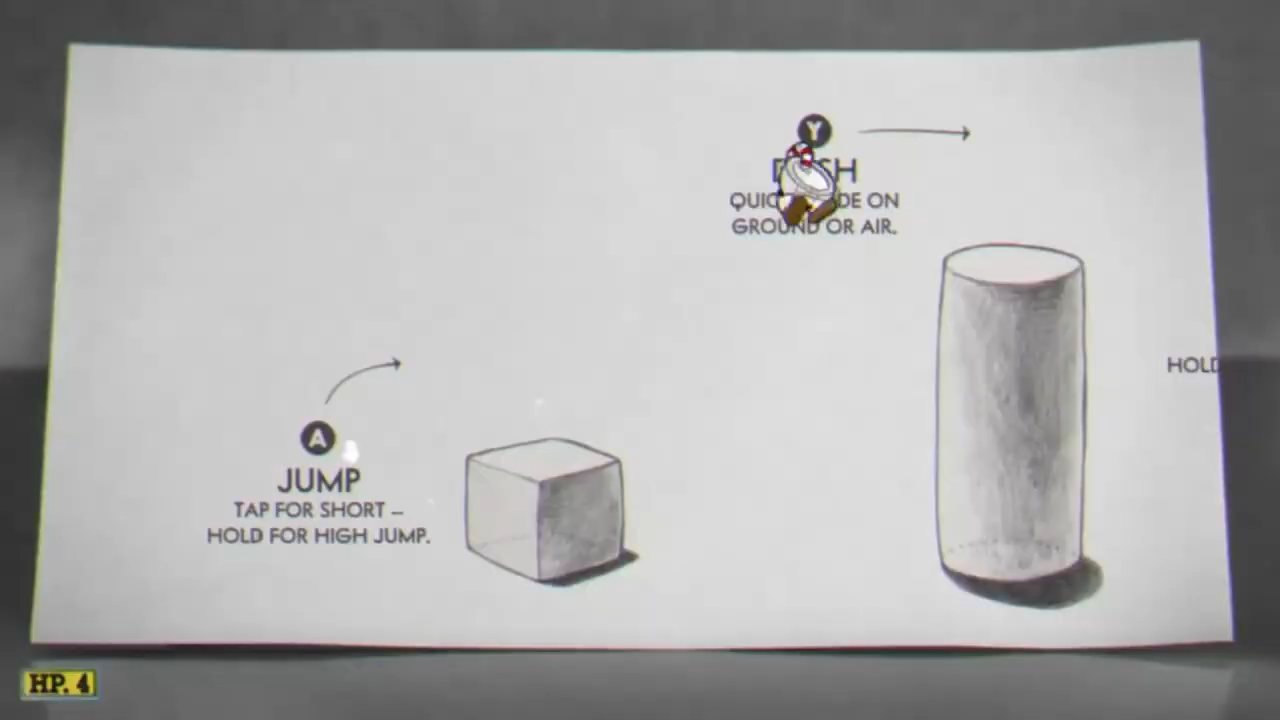 Y
QUIC DE ON
GROUND OR AIR.
HOLD
A
JUMP
TAP FOR SHORT –
HOLD FOR HIGH JUMP.
HP. 4